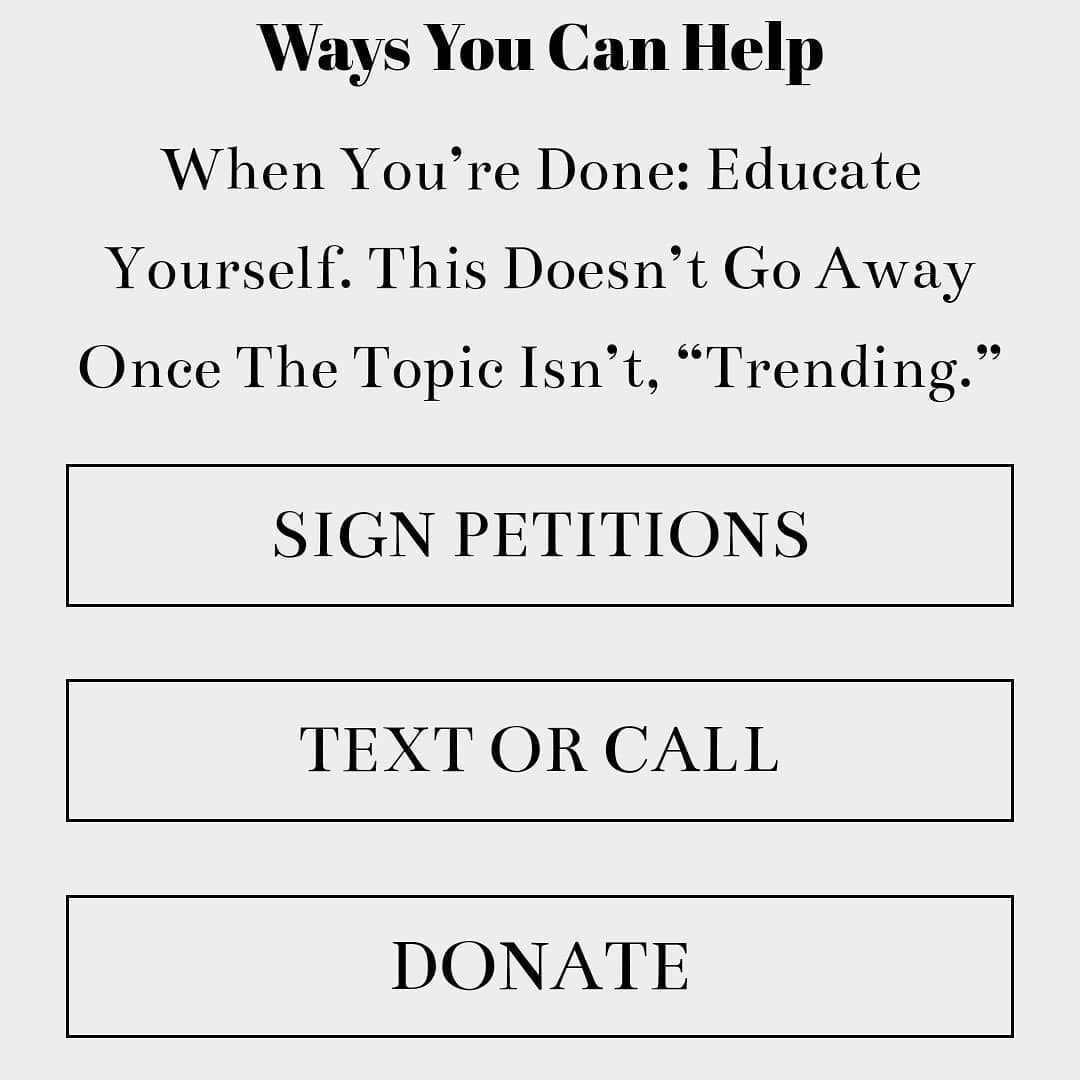 Ways You Can Help
When You’re Done: Educate
Yourself. This Doesn’t Go Away
Once The Topic Isn’t, “Trending.”
SIGN PETITIONS
TEXT OR CALL
DONATE